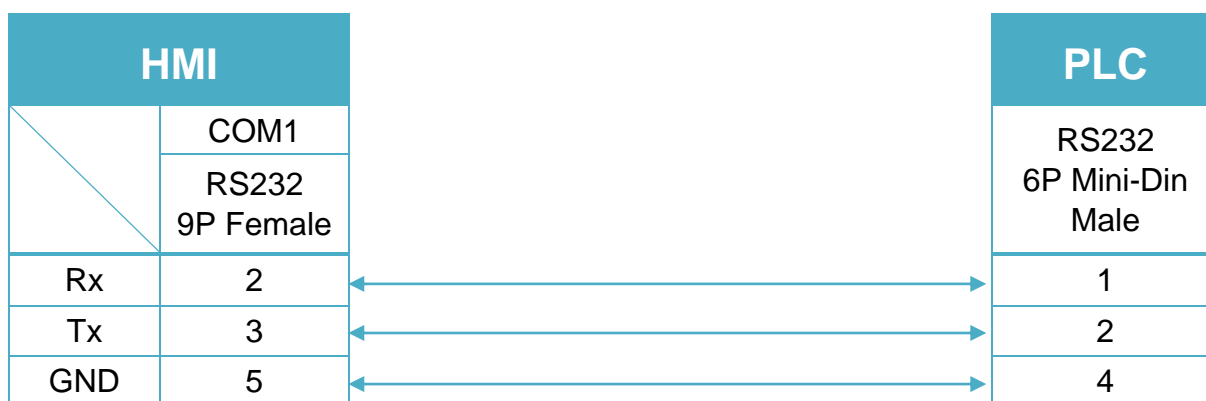 HMI
PLC
COM1
RS232
9P Female
RS232
6P Mini-Din
Male
Rx 2 1
Tx 3 2
GND 5 4